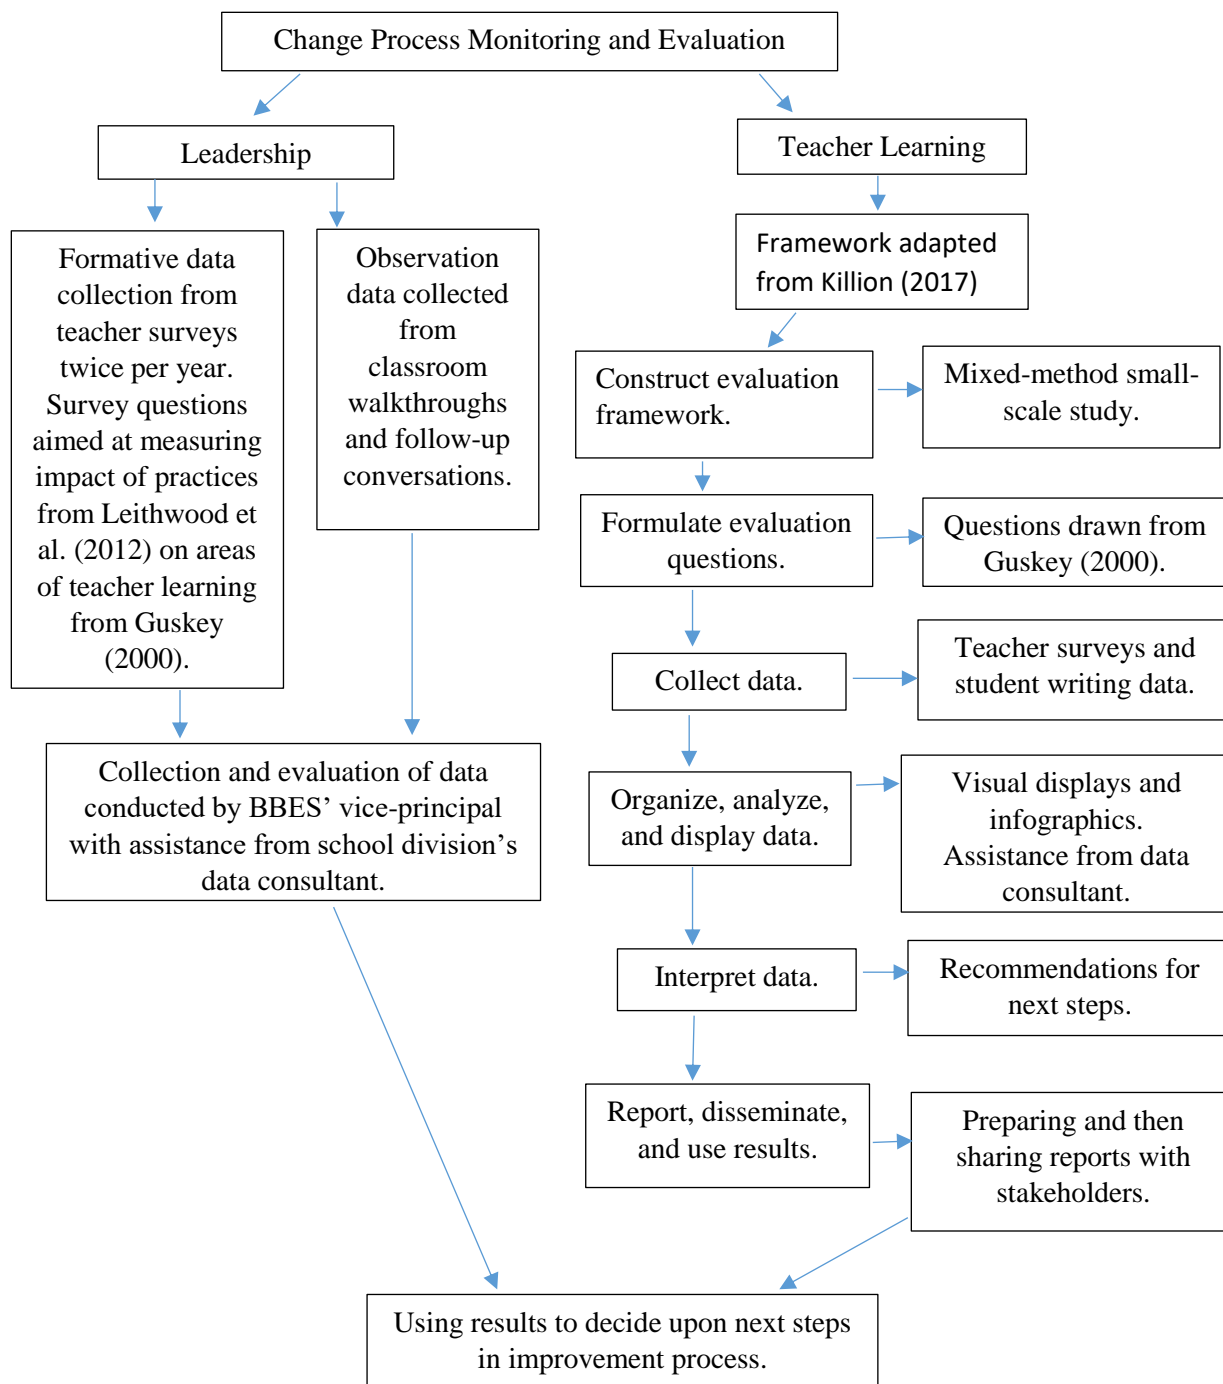 Change Process Monitoring and Evaluation
Leadership
Teacher Learning
Formative data
collection from
teacher surveys
twice per year.
Survey questions
aimed at measuring
impact of practices
from Leithwood et
al. (2012) on areas
of teacher learning
from Guskey
(2000).
Observation
data collected
from
classroom
walkthroughs
and follow-up
conversations.
Collection and evaluation of data
conducted by BBES’ vice-principal
with assistance from school division’s
data consultant.
Framework adapted
from Killion (2017)
Construct evaluation
framework.
Mixed-method small-
scale study.
Formulate evaluation
questions.
Questions drawn from
Guskey (2000).
Collect data.
Teacher surveys and
student writing data.
Organize, analyze,
and display data.
Visual displays and
infographics.
Assistance from data
consultant.
Interpret data.
Recommendations for
next steps.
Report, disseminate,
and use results.
Preparing and then
sharing reports with
stakeholders.
Using results to decide upon next steps
in improvement process.